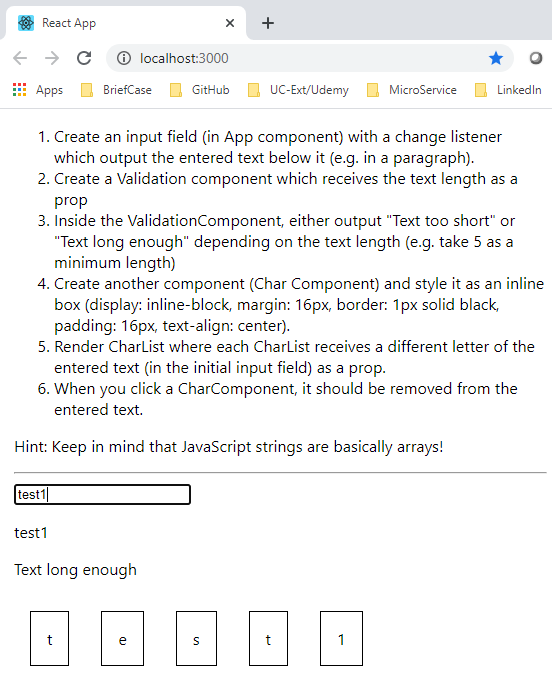 React App
localhost:3000
Apps BriefCase GitHub UC-Ext/Udemy MicroService LinkedIn
1. Create an input field (in App component) with a change listener
which output the entered text below it (e.g. in a paragraph).
2. Create a Validation component which receives the text length as a
prop
3. Inside the ValidationComponent, either output "Text too short" or
"Text long enough" depending on the text length (e.g. take 5 as a
minimum length)
4. Create another component (Char Component) and style it as an inline
box (display: inline-block, margin: 16px, border: 1px solid black,
padding: 16px, text-align: center).
5. Render CharList where each CharList receives a different letter of the
entered text (in the initial input field) as a prop.
6. When you click a CharComponent, it should be removed from the
entered text.
Hint: Keep in mind that JavaScript strings are basically arrays!
test1
test1
Text long enough
t e s t 1